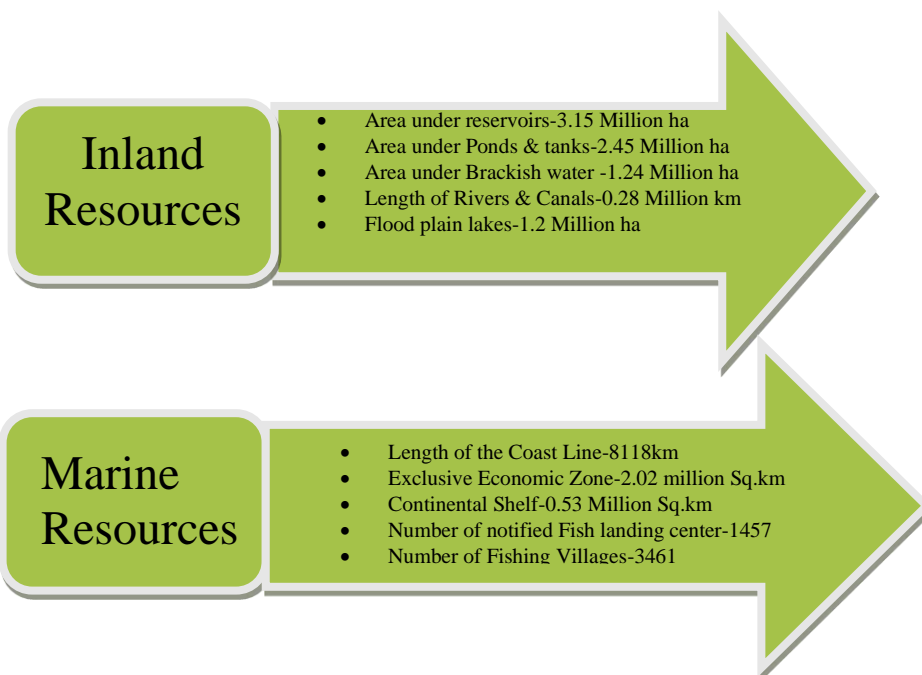 Inland
Resources
• Area under reservoirs-3.15 Million ha
• Area under Ponds & tanks-2.45 Million ha
• Area under Brackish water -1.24 Million ha
• Length of Rivers & Canals-0.28 Million km
• Flood plain lakes-1.2 Million ha
Marine
Resources
• Length of the Coast Line-8118km
• Exclusive Economic Zone-2.02 million Sq.km
• Continental Shelf-0.53 Million Sq.km
• Number of notified Fish landing center-1457
• Number of Fishing Villages-3461